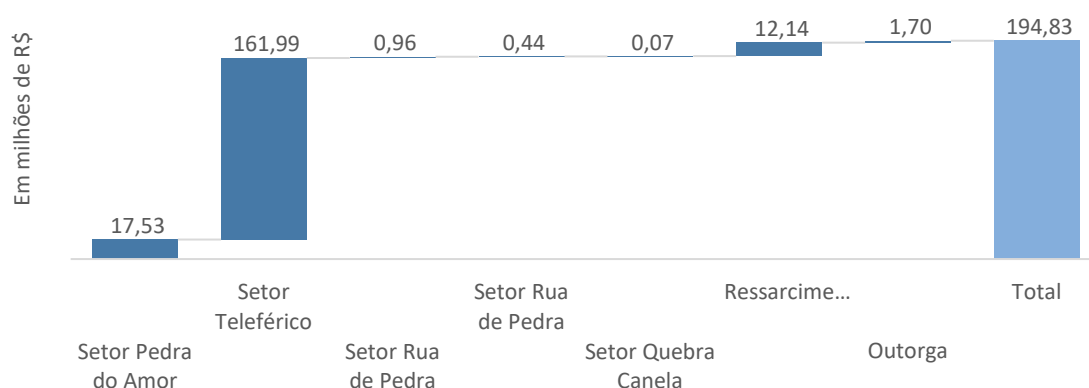 Em milhões de R$
17,53
161,99
0,96
0,44
0,07
12,14
1,70
194,83
Setor Pedra
do Amor
Setor
Teleférico
Setor Rua
de Pedra
Setor Rua
de Pedra
Setor Quebra
Canela
Ressarcime...
Outorga
Total